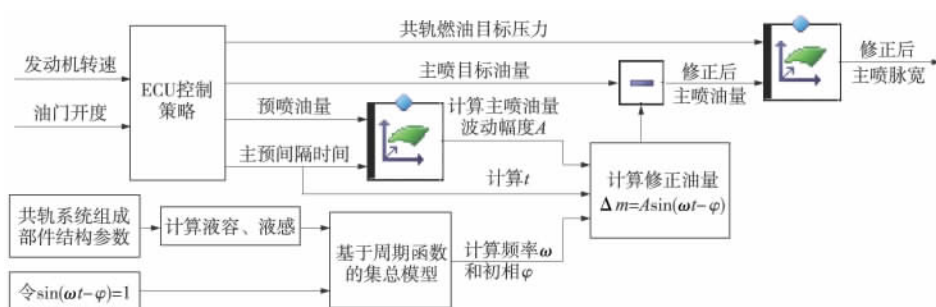 共轨燃油目标压力
发动机转速
油门开度
ECU控制
策略
主喷目标油量
修正后
主喷油量
修正后
主喷脉宽
预喷油量
主预间隔时间
计算主喷油量
波动幅度A
计算t
计算修正油量
Δm=Asin(ωt-φ)
共轨系统组成
部件结构参数
计算液容、液感
基于周期函数
的集总模型
计算频率ω
和初相φ
令sin(ωt-φ)=1